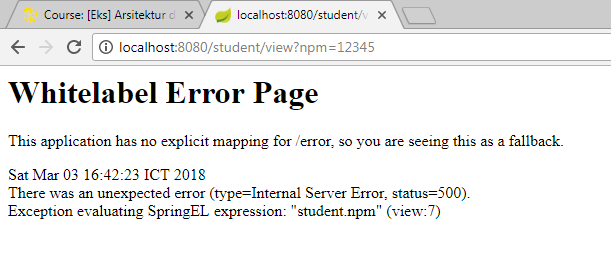 Course: [Eks] Arsitektur d
localhost:8080/student/v
localhost:8080/student/view?npm=12345
Whitelabel Error Page
This application has no explicit mapping for /error, so you are seeing this as a fallback.
Sat Mar 03 16:42:23 ICT 2018
There was an unexpected error (type=Internal Server Error, status=500).
Exception evaluating SpringEL expression: "student.npm" (view:7)